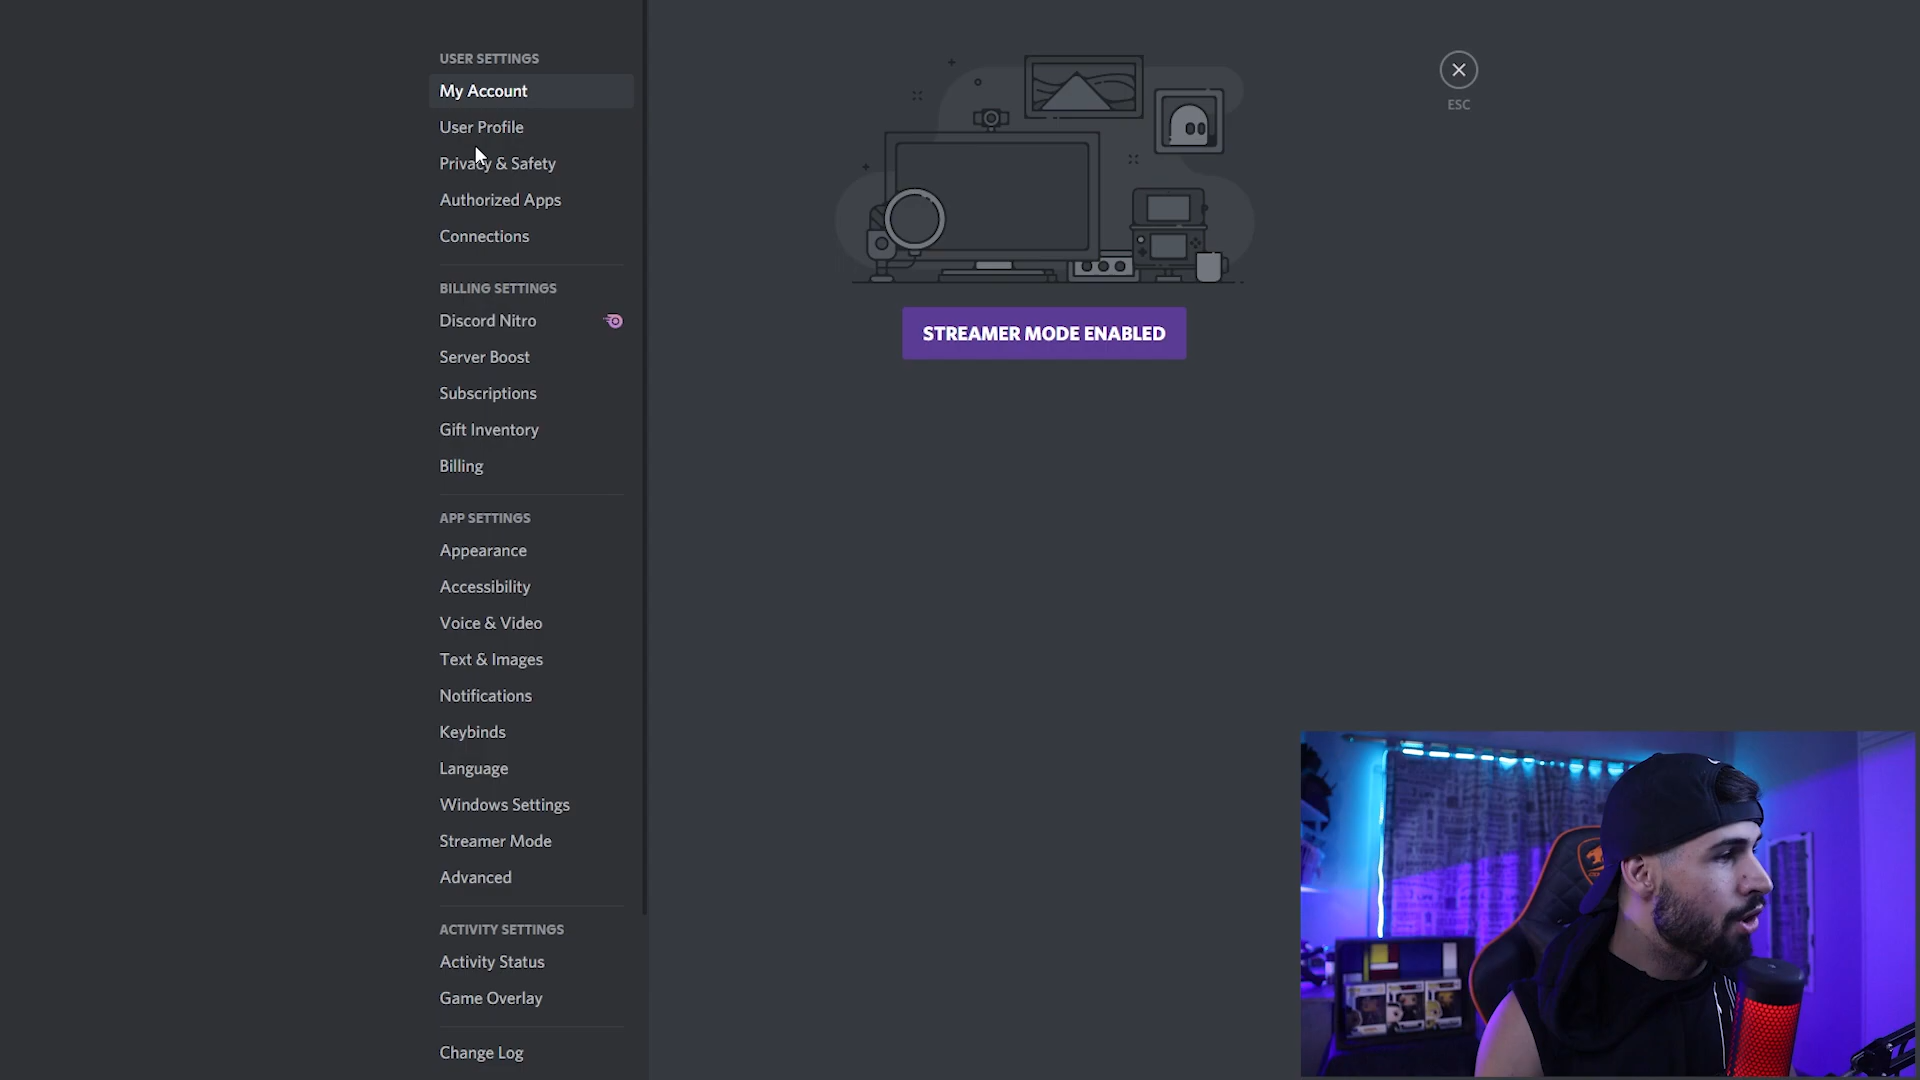 USER SETTINGS
My Account
User Profile
Privacy & Safety
Authorized Apps
Connections
BILLING SETTINGS
Discord Nitro
Server Boost
Subscriptions
Gift Inventory
Billing
APP SETTINGS
Appearance
Accessibility
Voice & Video
Text & Images
Notifications
Keybinds
Language
Windows Settings
Streamer Mode
Advanced
ACTIVITY SETTINGS
Activity Status
Game Overlay
Change Log
STREAMER MODE ENABLED
ESC